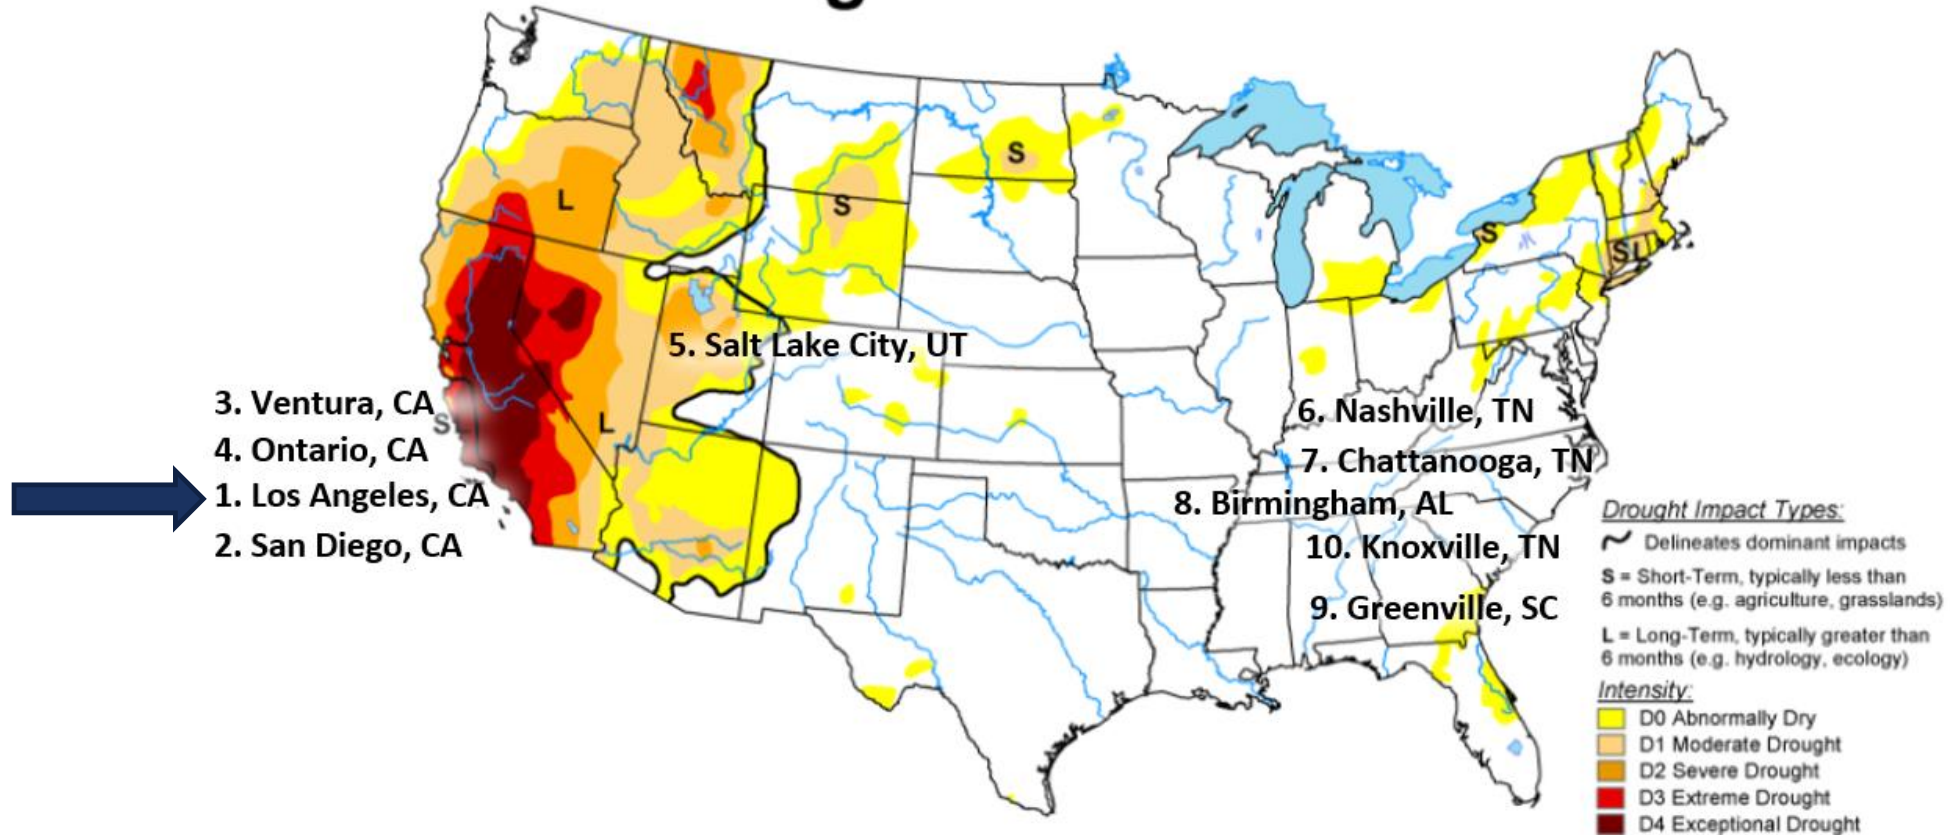 L
S
S
S
SL
5. Salt Lake City, UT
3. Ventura, CA
S
L
6. Nashville, TN
4. Ontario, CA
7. Chattanooga, TN
1. Los Angeles, CA
8. Birmingham, AL
2. San Diego, CA
10. Knoxville, TN
9. Greenville, SC
Drought Impact Types:
Delineates dominant impacts
S = Short-Term, typically less than
6 months (e.g. agriculture, grasslands)
L = Long-Term, typically greater than
6 months (e.g. hydrology, ecology)
Intensity:
D0 Abnormally Dry
D1 Moderate Drought
D2 Severe Drought
D3 Extreme Drought
D4 Exceptional Drought